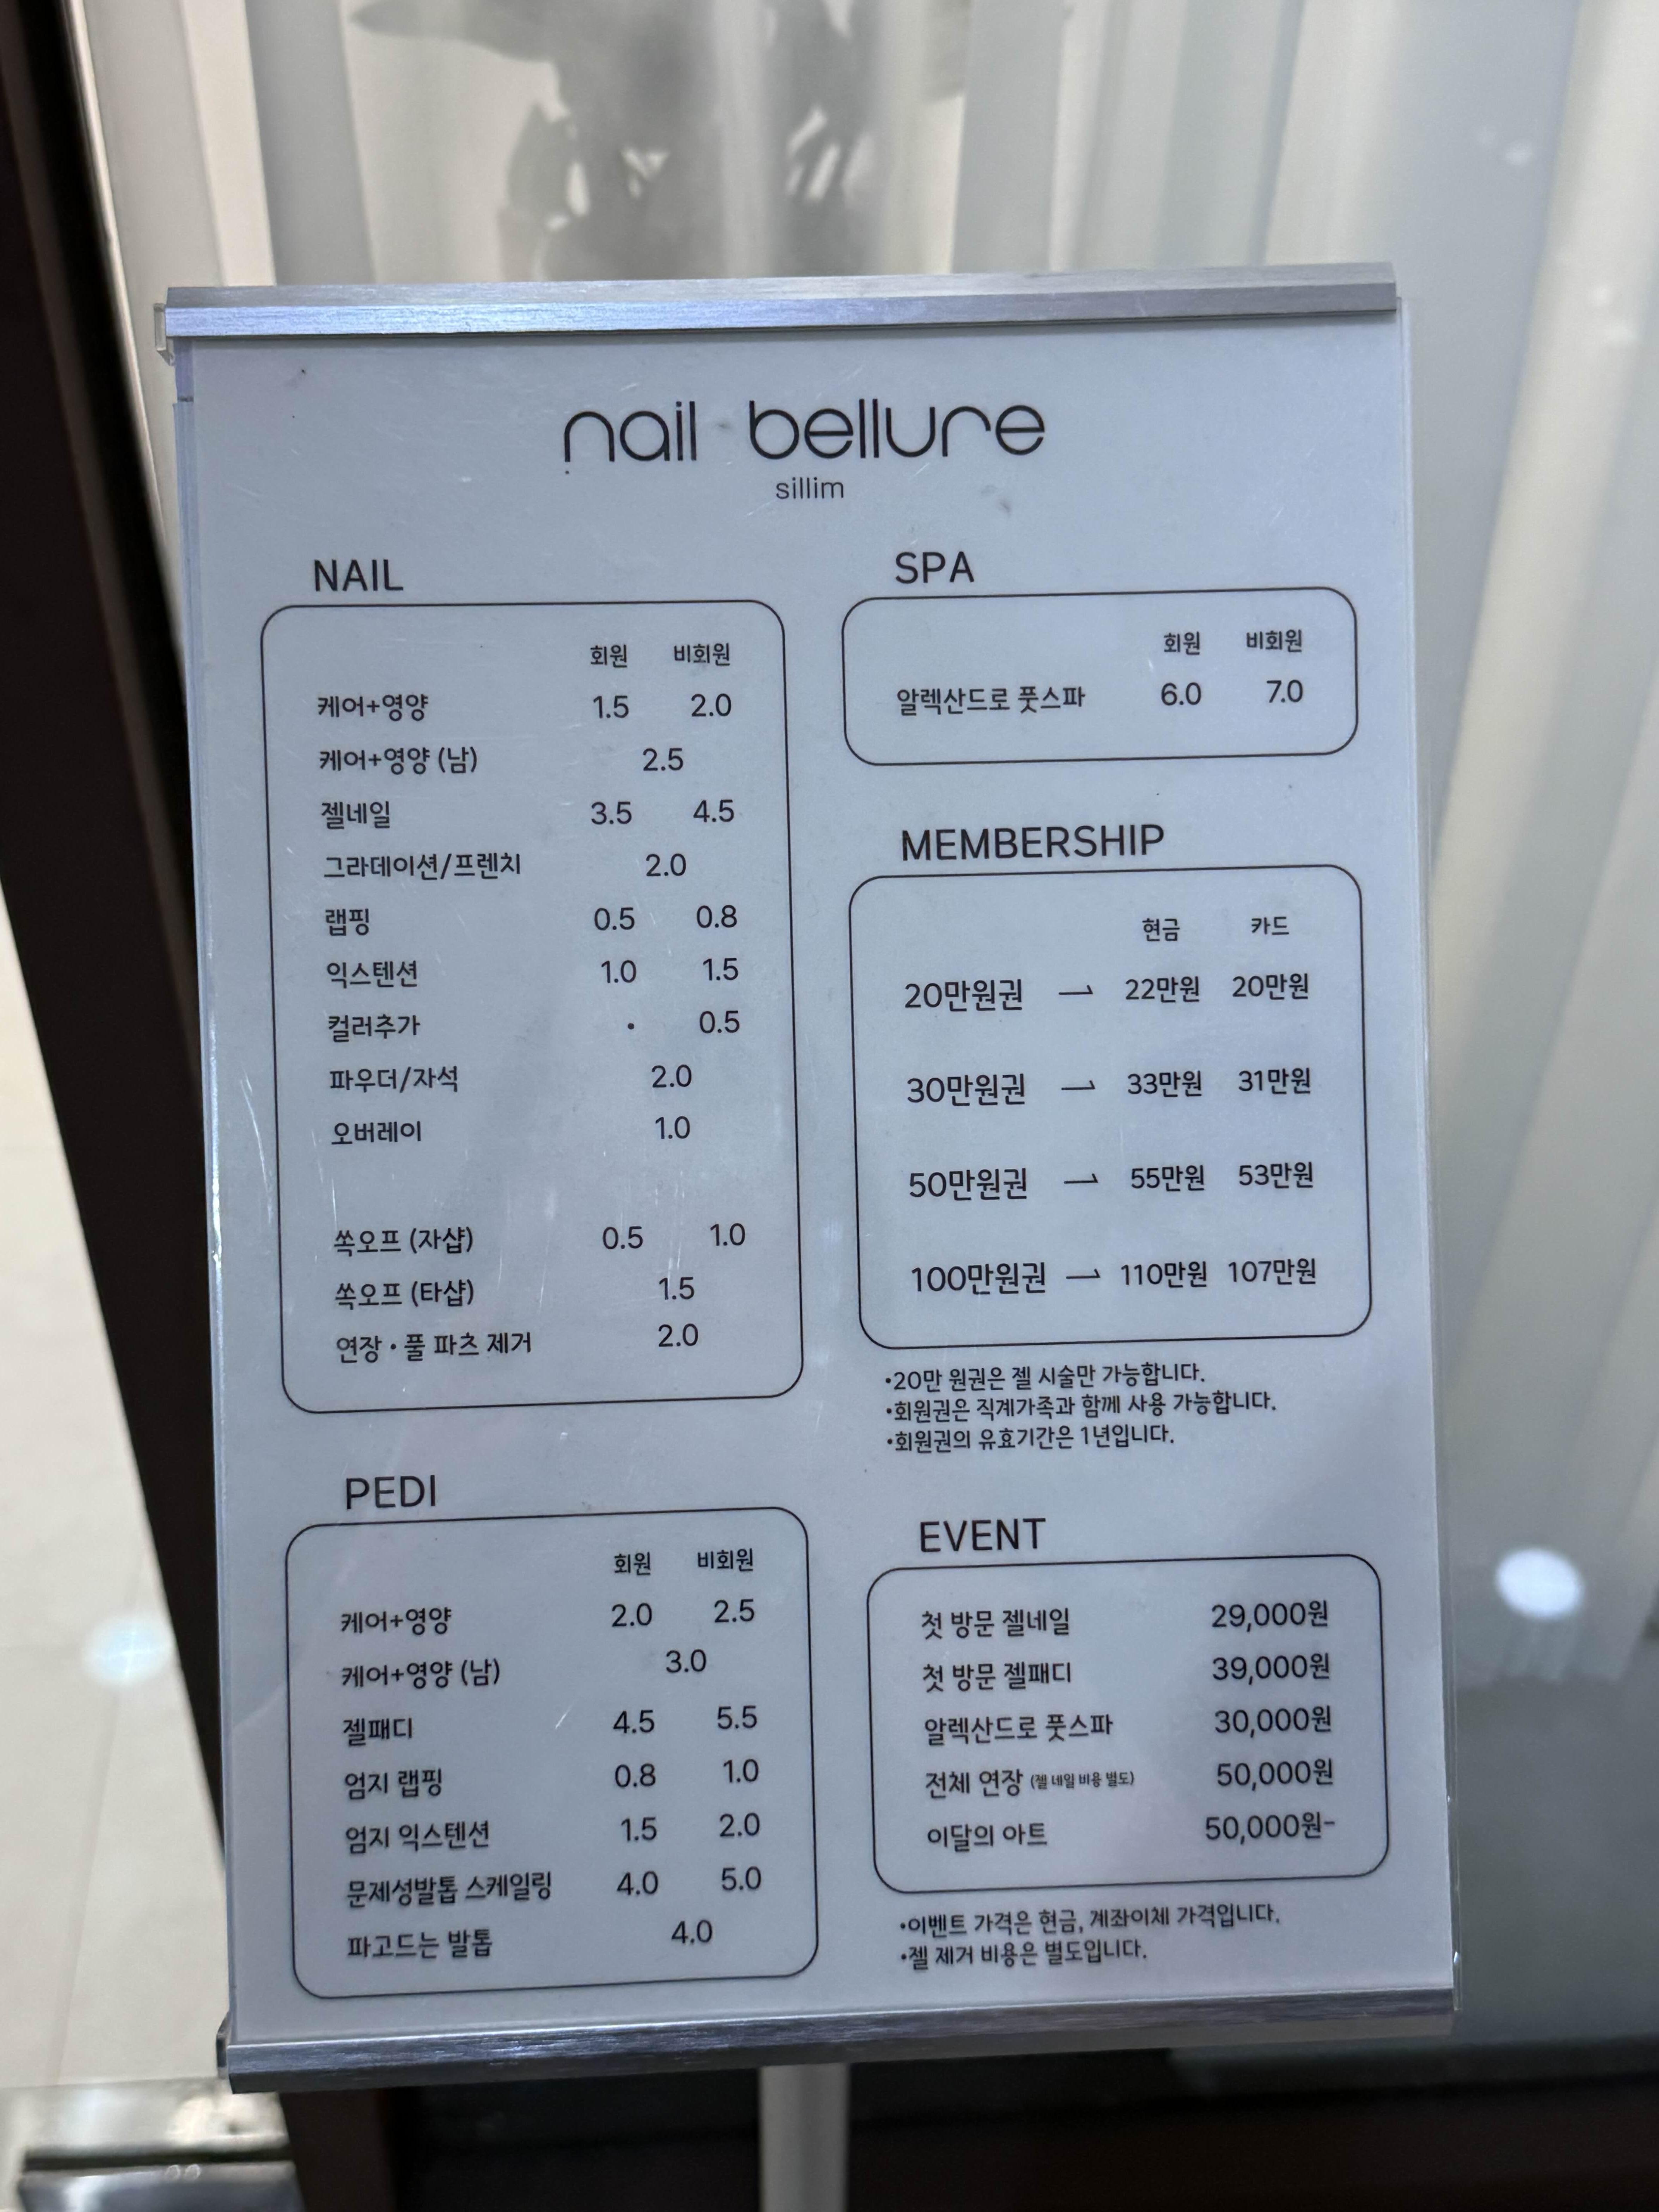 nail bellure
sillim
NAIL
회원 비회원
케어+영양 1.5 2.0
케어+영양 (남) 2.5
젤네일 3.5 4.5
그라데이션/프렌치 2.0
랩핑 0.5 0.8
익스텐션 1.0 1.5
컬러추가 • 0.5
파우더/자석 2.0
오버레이 1.0
쏙오프 (자샵) 0.5 1.0
쏙오프 (타샵) 1.5
연장・풀 파츠 제거 2.0
PEDI
회원 비회원
케어+영양 2.0 2.5
케어+영양 (남) 3.0
젤패디 4.5 5.5
엄지 랩핑 0.8 1.0
엄지 익스텐션 1.5 2.0
문제성발톱 스케일링 4.0 5.0
파고드는 발톱 4.0
SPA
회원 비회원
알렉산드로 풋스파 6.0 7.0
MEMBERSHIP
현금 카드
20만원권 ⇀ 22만원 20만원
30만원권 ⇀ 33만원 31만원
50만원권 ⇀ 55만원 53만원
100만원권 ⇀ 110만원 107만원
•20만 원권은 젤 시술만 가능합니다.
•회원권은 직계가족과 함께 사용 가능합니다.
•회원권의 유효기간은 1년입니다.
EVENT
첫 방문 젤네일 29,000원
첫 방문 젤패디 39,000원
알렉산드로 풋스파 30,000원
전체 연장 (젤 네일 비용 별도) 50,000원
이달의 아트 50,000원-
•이벤트 가격은 현금, 계좌이체 가격입니다.
•젤 제거 비용은 별도입니다.